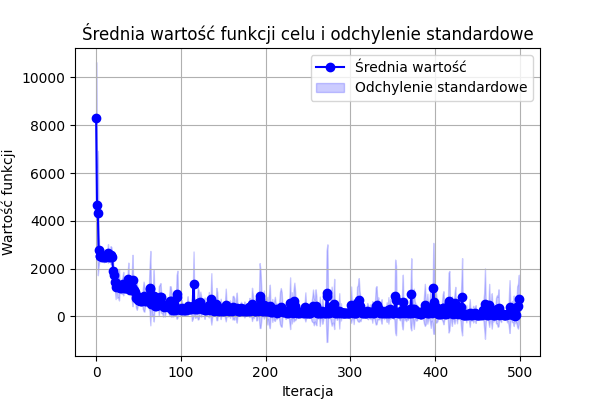 Średnia wartość funkcji celu i odchylenie standardowe
Średnia wartość
Odchylenie standardowe
Wartość funkcji
10000
8000
6000
4000
2000
0
0 100 200 300 400 500
Iteracja